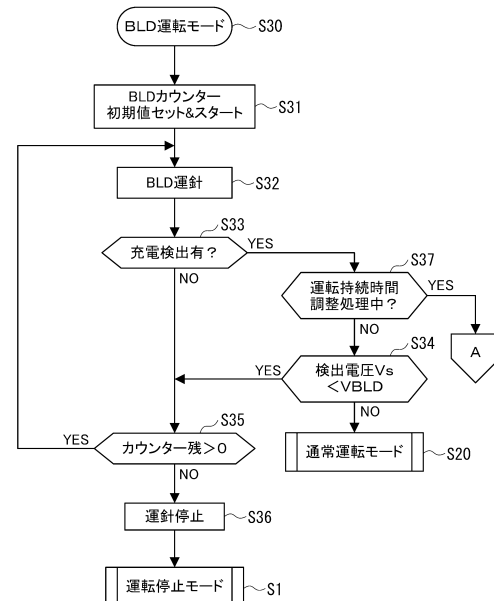 BLD運転モード
S30
BLDカウンター
初期値セット&スタート
S31
BLD運針
S32
充電検出有？
S33
YES
NO
運転持続時間
調整処理中？
S37
YES
NO
A
検出電圧Vs
＜VBLD
S34
YES
NO
通常運転モード
S20
カウンター残＞0
S35
YES
NO
運針停止
S36
運転停止モード
S1